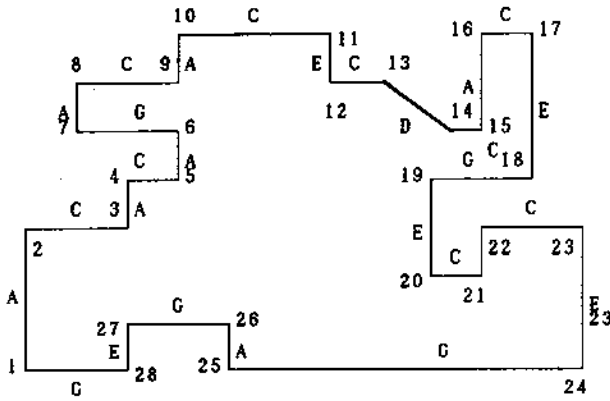 10 C 11 16 C 17
8 C 9 A E C 13
A G 6 12 A E
7 D 14 15
C A G C 18
4 5 19
C 3 A C
2 E C 22 23
20 21
A G 26 E
27 23
1 E A G
G 28 25 24